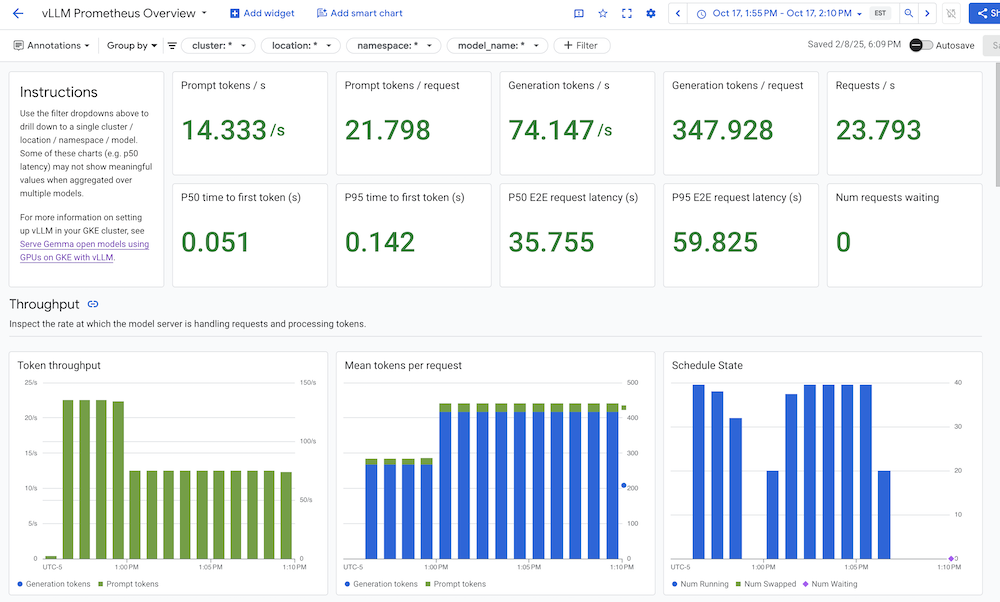 vLLM Prometheus Overview
Add widget
Add smart chart
Oct 17, 1:55 PM - Oct 17, 2:10 PM
EST
Annotations
Group by
cluster: *
location: *
namespace: *
model_name: *
Filter
Saved 2/8/25, 6:09 PM
Autosave
Instructions
Use the filter dropdowns above to
drill down to a single cluster /
location / namespace / model.
Some of these charts (e.g. p50
latency) may not show meaningful
values when aggregated over
multiple models.
For more information on setting
up vLLM in your GKE cluster, see
Serve Gemma open models using
GPUs on GKE with vLLM.
Prompt tokens / s
14.333 /s
Prompt tokens / request
21.798
Generation tokens / s
74.147 /s
Generation tokens / request
347.928
Requests / s
23.793
P50 time to first token (s)
0.051
P95 time to first token (s)
0.142
P50 E2E request latency (s)
35.755
P95 E2E request latency (s)
59.825
Num requests waiting
0
Throughput
Inspect the rate at which the model server is handling requests and processing tokens.
Token throughput
25/s
20/s
15/s
10/s
5/s
0
150/s
100/s
50/s
0
UTC-5
1:00 PM
1:05 PM
1:10 PM
Generation tokens
Prompt tokens
Mean tokens per request
500
400
300
200
100
0
UTC-5
1:00 PM
1:05 PM
1:10 PM
Generation tokens
Prompt tokens
Schedule State
40
30
20
10
0
UTC-5
1:00 PM
1:05 PM
1:10 PM
Num Running
Num Swapped
Num Waiting